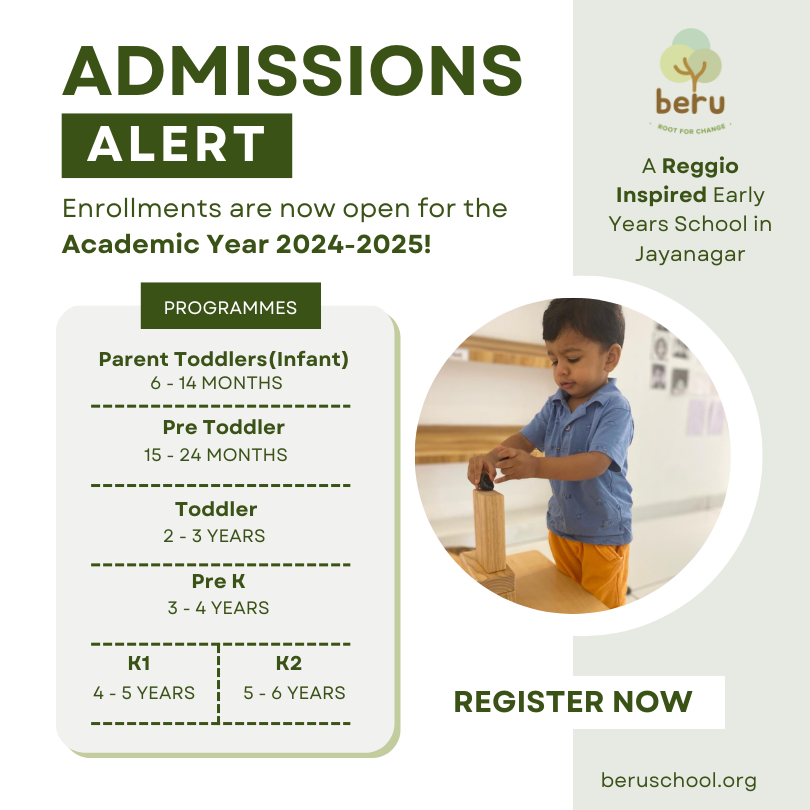 ADMISSIONS
ALERT
Enrollments are now open for the
Academic Year 2024-2025!
beru
ROOT FOR CHANGE
A Reggio
Inspired Early
Years School in
Jayanagar
PROGRAMMES
Parent Toddlers(Infant)
6 - 14 MONTHS
Pre Toddler
15 - 24 MONTHS
Toddler
2 - 3 YEARS
Pre K
3 - 4 YEARS
K1
4 - 5 YEARS
K2
5 - 6 YEARS
REGISTER NOW
beruschool.org